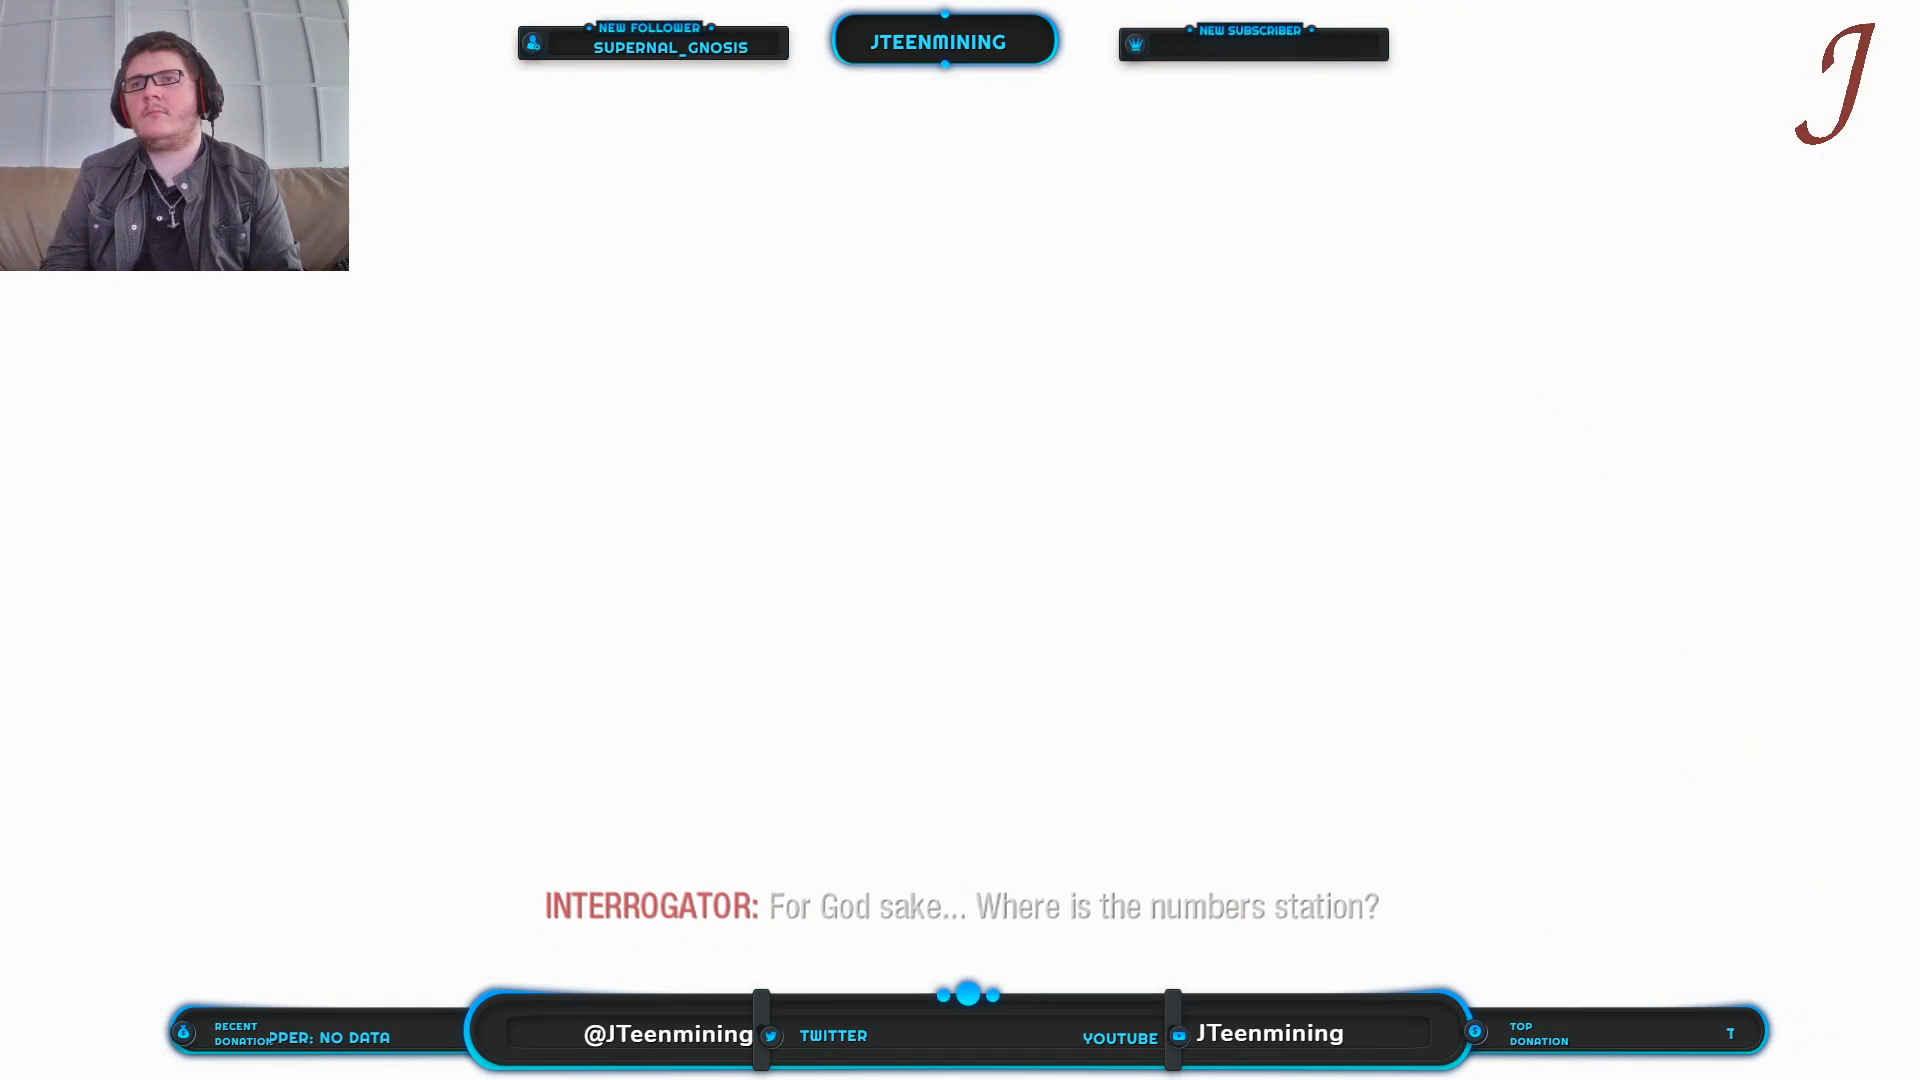 NEW FOLLOWER
SUPERNAL_GNOSIS
JTEENMINING
NEW SUBSCRIBER
J
INTERROGATOR: For God sake... Where is the numbers station?
RECENT
DONATION
PPER: NO DATA
@JTeenmining
TWITTER
YOUTUBE
JTeenmining
TOP
DONATION
T